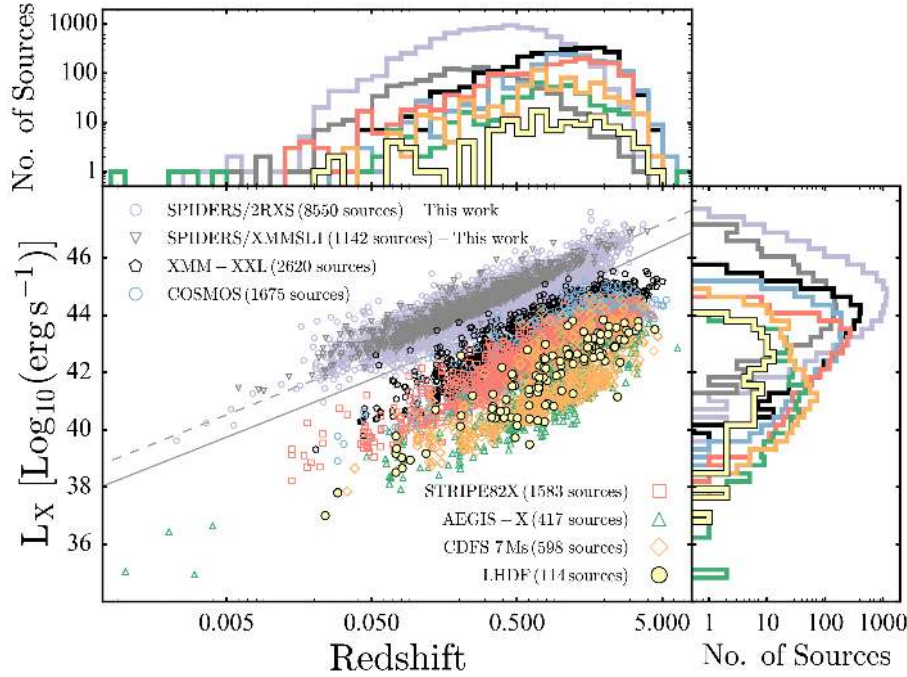 1000
100
10
1
No. of Sources
SPIDERS/2RXS (8550 sources) – This work
SPIDERS/XMMSLI (1142 sources) – This work
XMM – XXL (2620 sources)
COSMOS (1675 sources)
STRIPE82X (1583 sources)
AEGIS – X (417 sources)
CDFS 7Ms (598 sources)
LHDF (114 sources)
46
44
42
40
38
36
Lx [Log10(erg s−1)]
0.005 0.050 0.500 5.000
Redshift
1 10 100 1000
No. of Sources